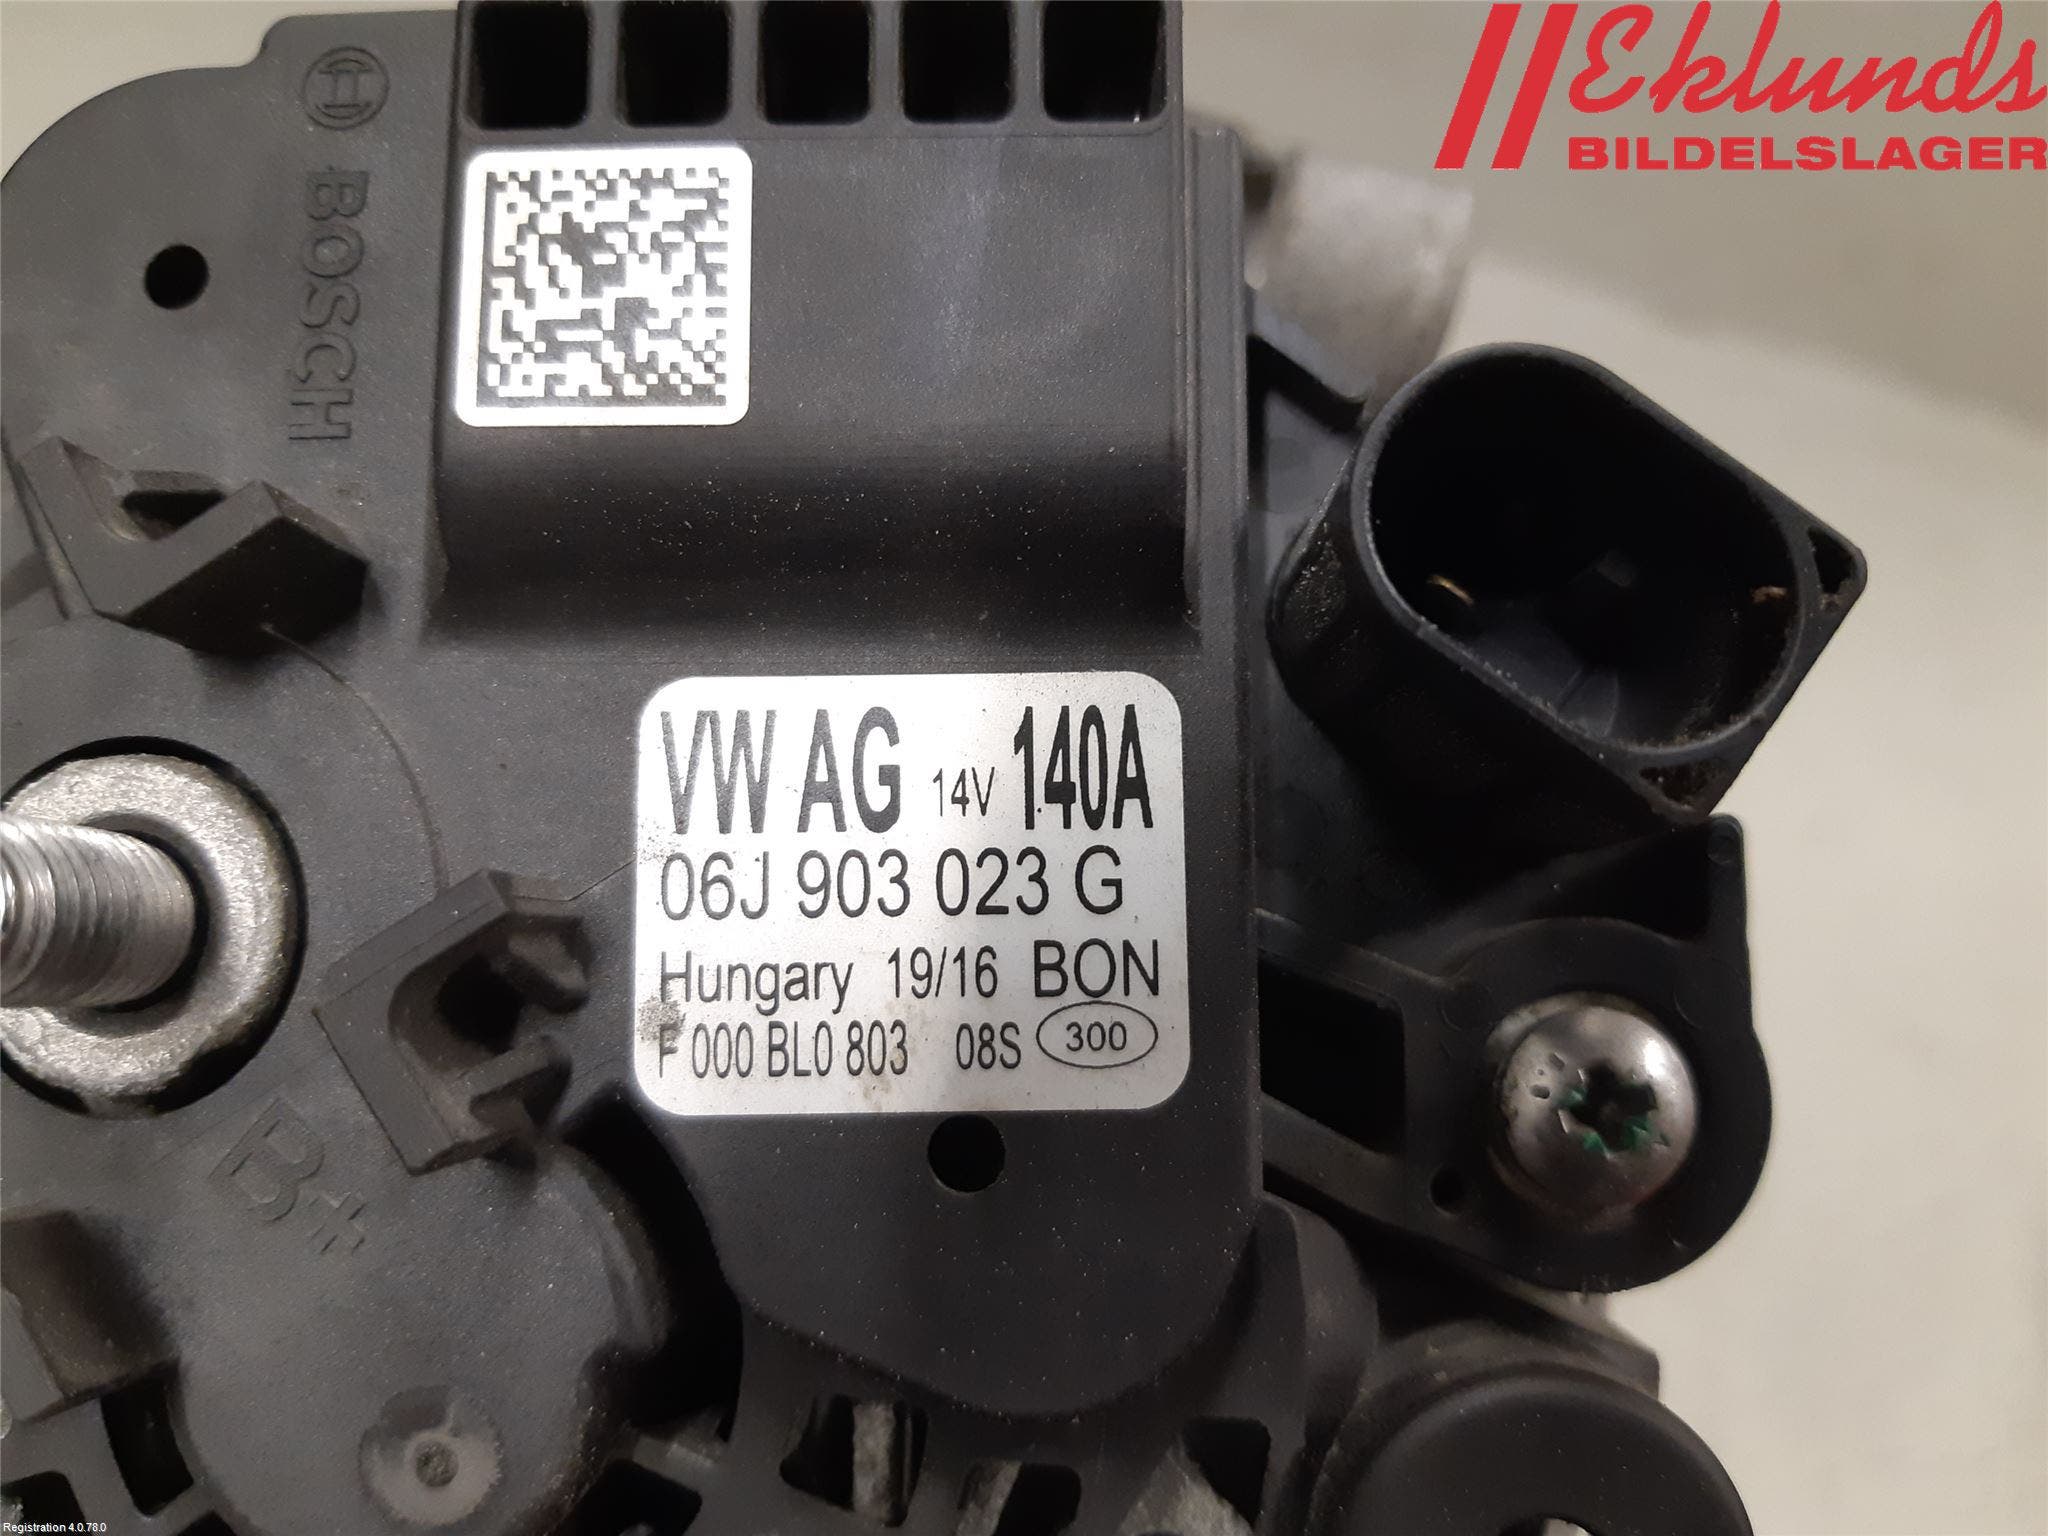 Eklunds
BILDELSLAGER
BOSCH
VW AG 14V 140A
06J 903 023 G
Hungary 19/16 BON
F 000 BL0 803 08S 300
B+
Registration 4.0.78.0